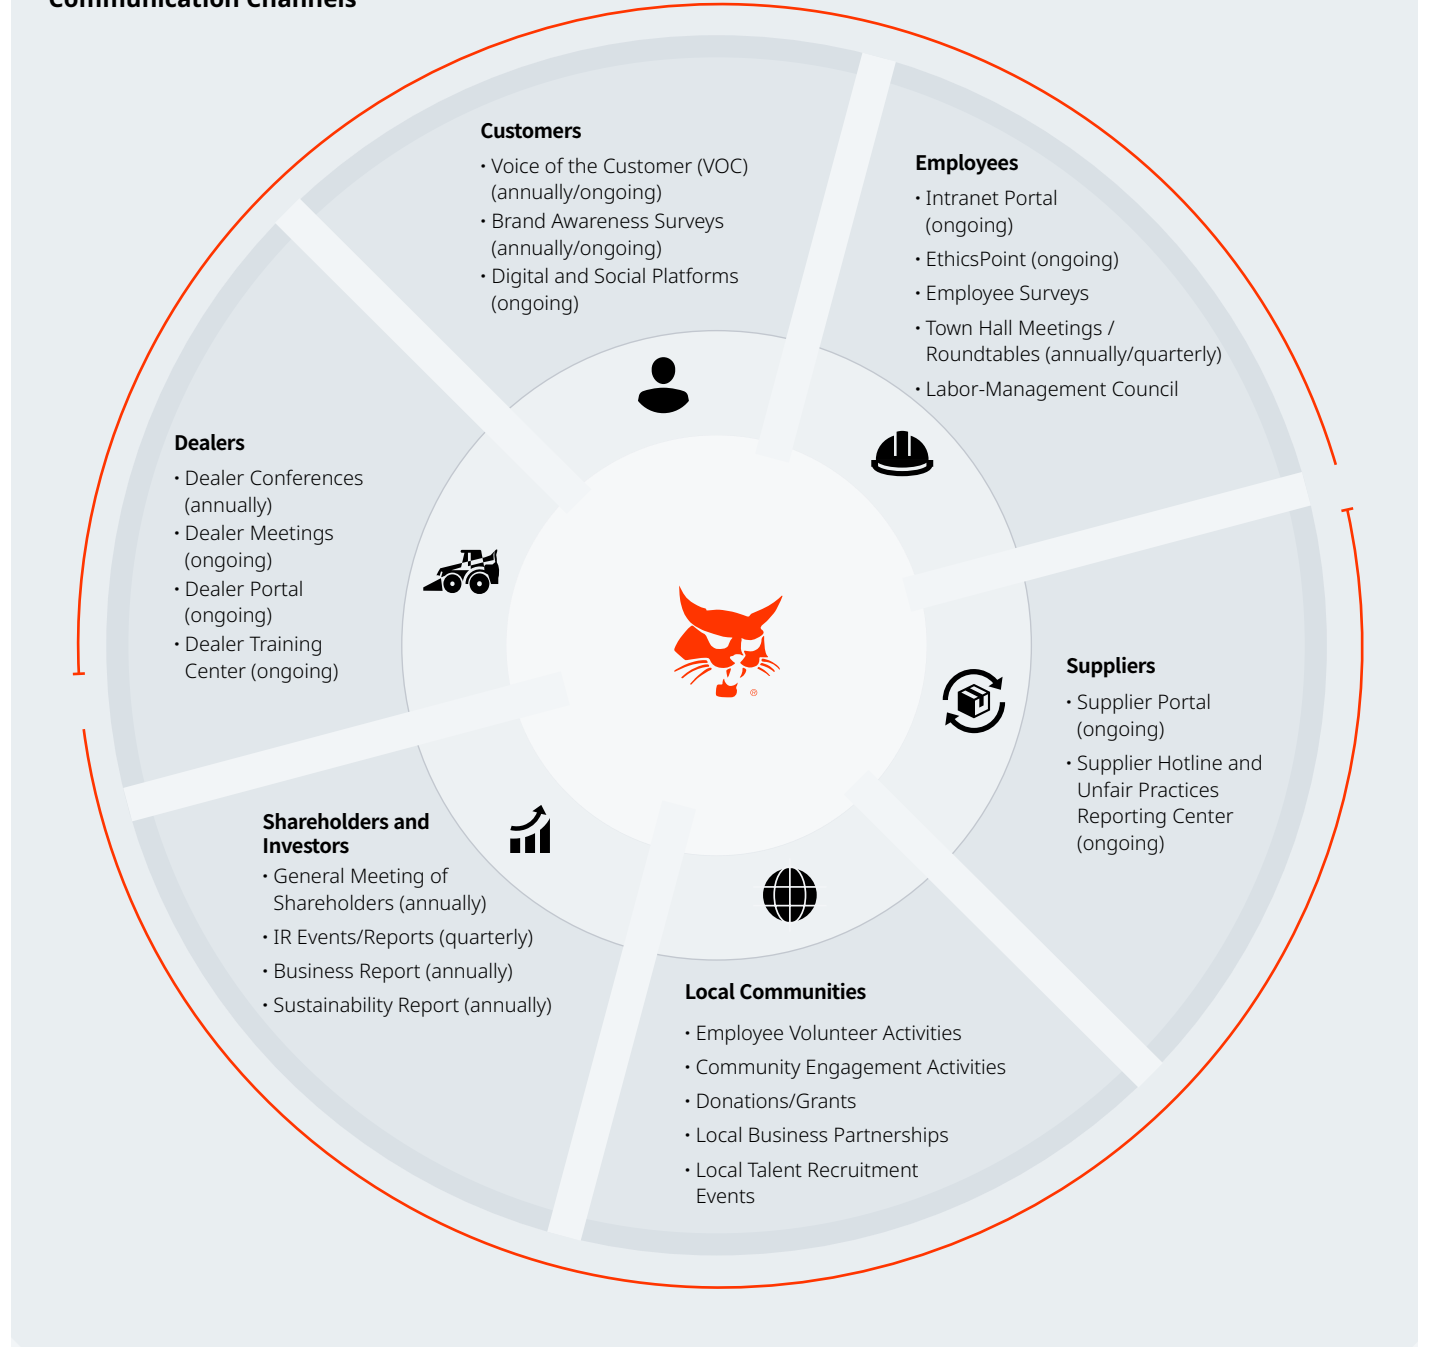 Communication Channels
Customers
• Voice of the Customer (VOC)
(annually/ongoing)
• Brand Awareness Surveys
(annually/ongoing)
• Digital and Social Platforms
(ongoing)
Employees
• Intranet Portal
(ongoing)
• EthicsPoint (ongoing)
• Employee Surveys
• Town Hall Meetings /
Roundtables (annually/quarterly)
• Labor-Management Council
Dealers
• Dealer Conferences
(annually)
• Dealer Meetings
(ongoing)
• Dealer Portal
(ongoing)
• Dealer Training
Center (ongoing)
®
Suppliers
• Supplier Portal
(ongoing)
• Supplier Hotline and
Unfair Practices
Reporting Center
(ongoing)
Shareholders and
Investors
• General Meeting of
Shareholders (annually)
• IR Events/Reports (quarterly)
• Business Report (annually)
• Sustainability Report (annually)
Local Communities
• Employee Volunteer Activities
• Community Engagement Activities
• Donations/Grants
• Local Business Partnerships
• Local Talent Recruitment
Events